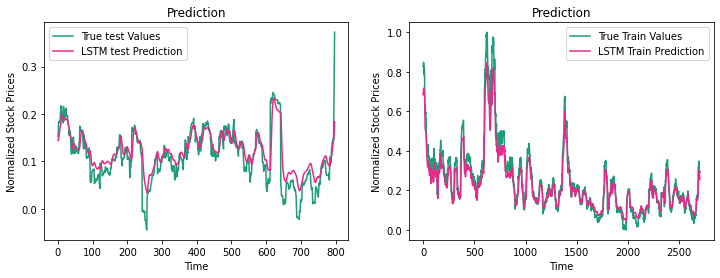 Prediction
True test Values
LSTM test Prediction
Normalized Stock Prices
0.3
0.2
0.1
0.0
0 100 200 300 400 500 600 700 800
Time
Prediction
True Train Values
LSTM Train Prediction
Normalized Stock Prices
1.0
0.8
0.6
0.4
0.2
0.0
0 500 1000 1500 2000 2500
Time